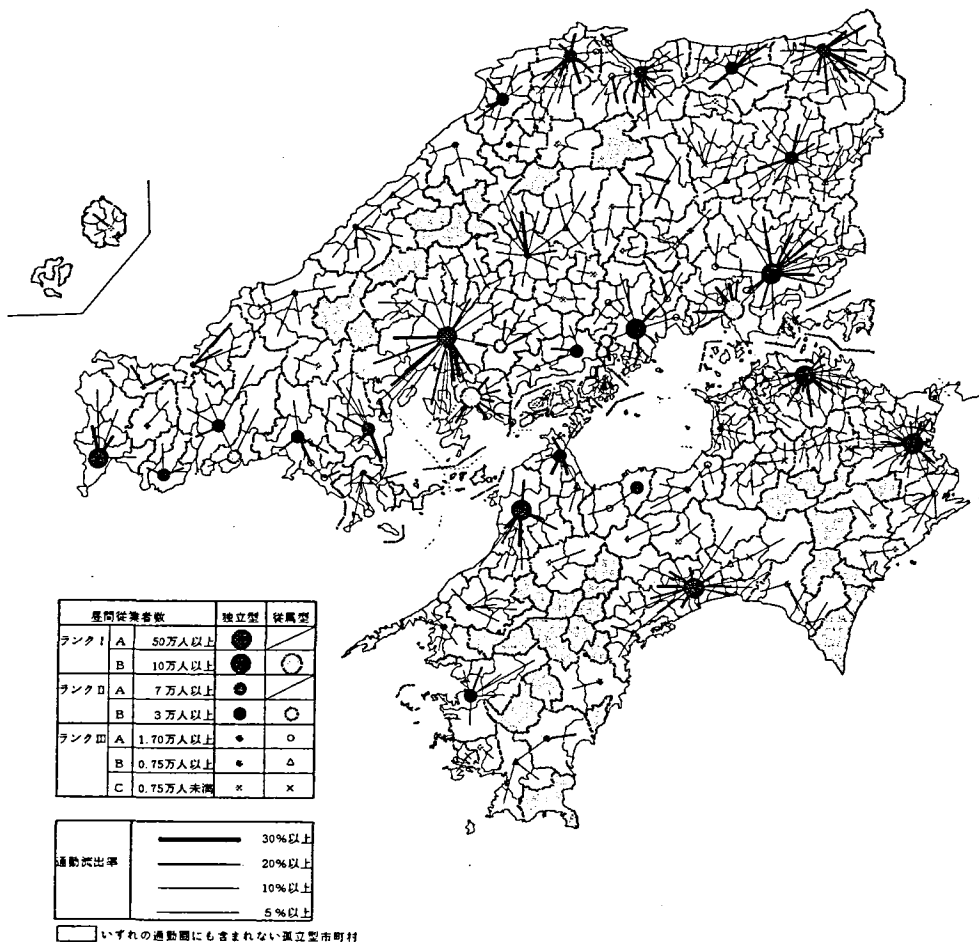 昼間従業者数 独立型 従属型
ランクⅠ A 50万人以上
B 10万人以上
ランクⅡ A 7万人以上
B 3万人以上
ランクⅢ A 1.70万人以上
B 0.75万人以上
C 0.75万人未満 × ×
通勤流出率
30%以上
20%以上
10%以上
5%以上
いずれの通勤圏にも含まれない孤立型市町村